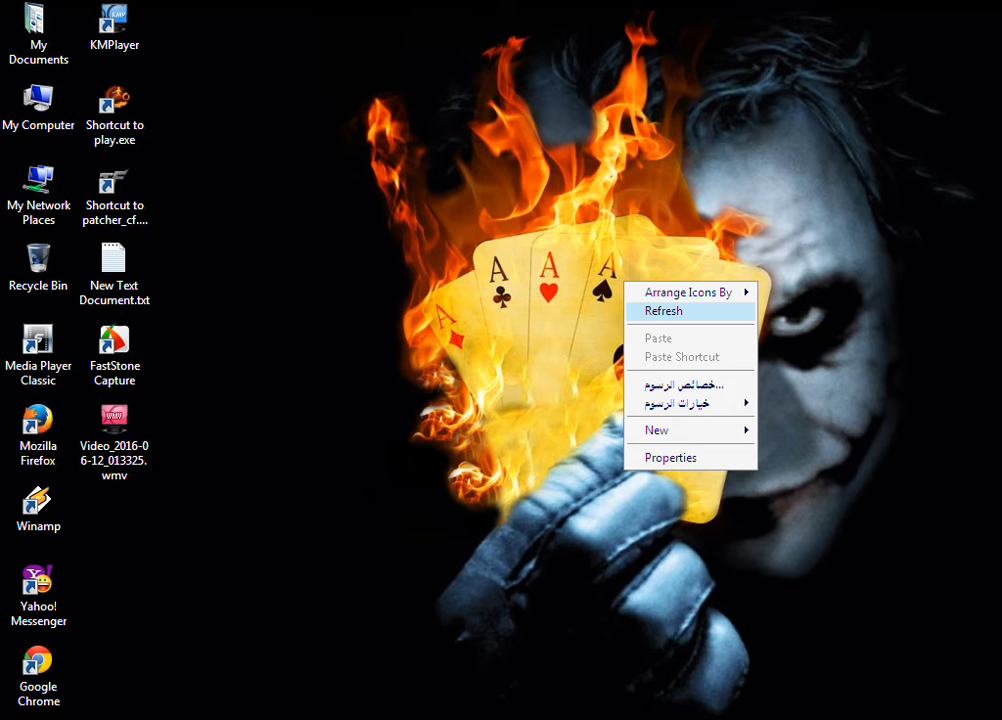 My
Documents
KMPlayer
My Computer
Shortcut to
play.exe
My Network
Places
Shortcut to
patcher_cf....
Recycle Bin
New Text
Document.txt
Media Player
Classic
FastStone
Capture
Mozilla
Firefox
Video_2016-0
6-12_013325.
wmv
Winamp
Yahoo!
Messenger
Google
Chrome
A
A
A
A
Arrange Icons By
Refresh
Paste
Paste Shortcut
خصائص الرسوم...
خيارات الرسوم
New
Properties